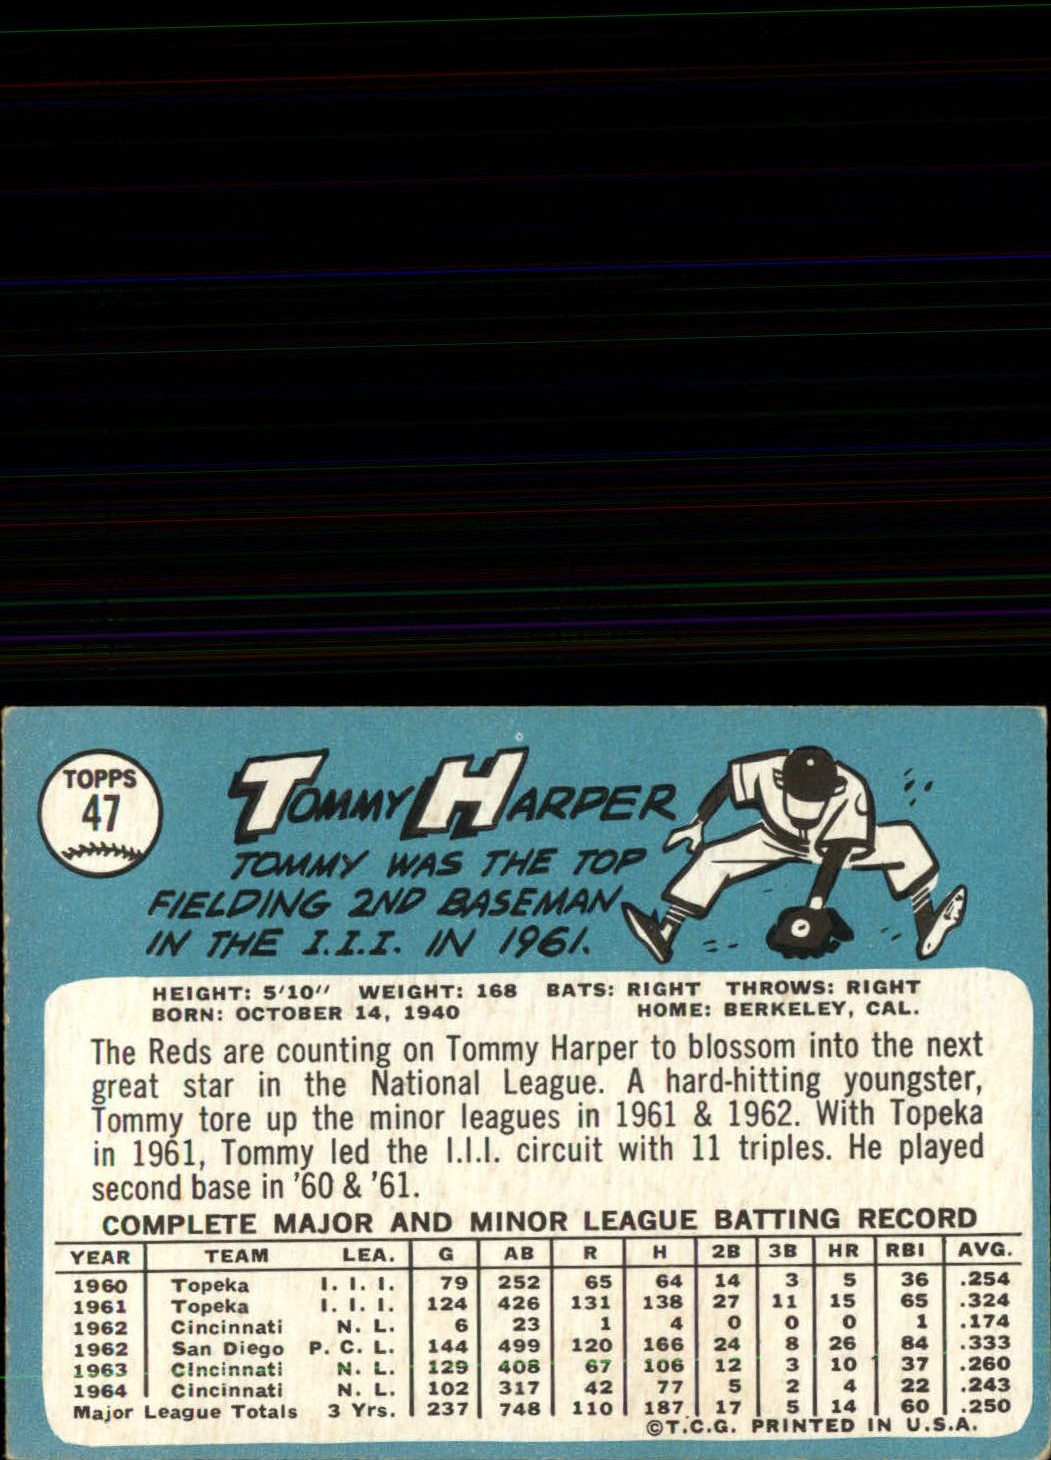 TOPPS
47
TOMMY HARPER
TOMMY WAS THE TOP
FIELDING 2ND BASEMAN
IN THE I.I.I. IN 1961.
HEIGHT: 5'10" WEIGHT: 168 BATS: RIGHT THROWS: RIGHT
BORN: OCTOBER 14, 1940 HOME: BERKELEY, CAL.
The Reds are counting on Tommy Harper to blossom into the next
great star in the National League. A hard-hitting youngster,
Tommy tore up the minor leagues in 1961 & 1962. With Topeka
in 1961, Tommy led the I.I.I. circuit with 11 triples. He played
second base in '60 & '61.
COMPLETE MAJOR AND MINOR LEAGUE BATTING RECORD
YEAR TEAM LEA. G AB R H 2B 3B HR RBI AVG.
1960 Topeka I. I. I. 79 252 65 64 14 3 5 36 .254
1961 Topeka I. I. I. 124 426 131 138 27 11 15 65 .324
1962 Cincinnati N. L. 6 23 1 4 0 0 0 1 .174
1962 San Diego P. C. L. 144 499 120 166 24 8 26 84 .333
1963 Cincinnati N. L. 129 408 67 106 12 3 10 37 .260
1964 Cincinnati N. L. 102 317 42 77 5 2 4 22 .243
Major League Totals 3 Yrs. 237 748 110 187 17 5 14 60 .250
©T.C.G. PRINTED IN U.S.A.